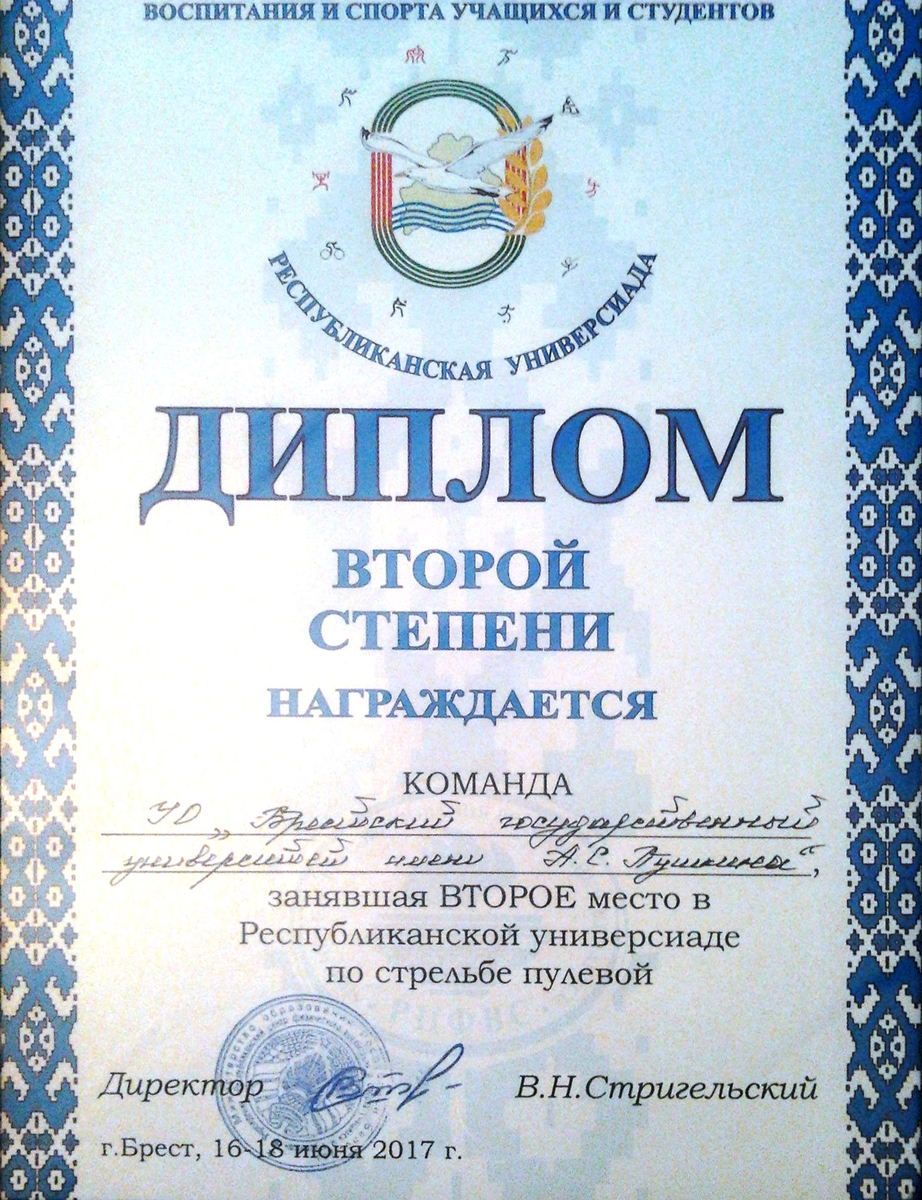 ВОСПИТАНИЯ И СПОРТА УЧАЩИХСЯ И СТУДЕНТОВ
РЕСПУБЛИКАНСКАЯ УНИВЕРСИАДА
ДИПЛОМ
ВТОРОЙ
СТЕПЕНИ
НАГРАЖДАЕТСЯ
КОМАНДА
УО „Брестский государственный
университет имени А.С. Пушкина“,
занявшая ВТОРОЕ место в
Республиканской универсиаде
по стрельбе пулевой
Директор В.Н.Стригельский
г.Брест, 16-18 июня 2017 г.